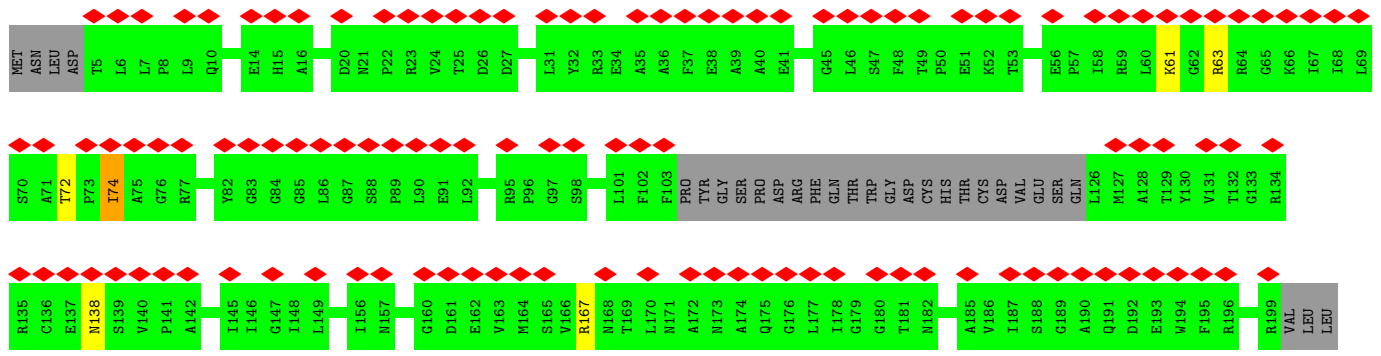 MET ASN LEU ASP T5 L6 L7 P8 L9 Q10 E14 H15 A16 D20 N21 P22 R23 V24 T25 D26 D27 L31 Y32 R33 E34 A35 A36 F37 E38 A39 A40 E41 G45 L46 S47 F48 T49 P50 E51 K52 T53 E56 P57 I58 R59 L60 K61 G62 R63 R64 G65 K66 I67 I68 L69
S70 A71 T72 P73 I74 A75 G76 R77 Y82 G83 G84 G85 L86 G87 S88 P89 L90 E91 L92 R95 P96 G97 S98 L101 F102 F103 PRO TYR GLY SER PRO ASP ARG PHE GLY THR TRP GLY ASP CYS HIS THR CYS ASP VAL GLU SER GLN L126 M127 A128 T129 Y130 V131 T132 G133 R134
R135 C136 E137 N138 S139 V140 P141 A142 I145 I146 G147 I148 L149 I156 N157 G160 D161 E162 V163 M164 S165 V166 R167 N168 T169 L170 N171 A172 N173 A174 Q175 G176 L177 I178 G179 G180 T181 N182 A185 V186 I187 S188 G189 A190 Q191 D192 E193 W194 F195 R196 R199 VAL LEU LEU